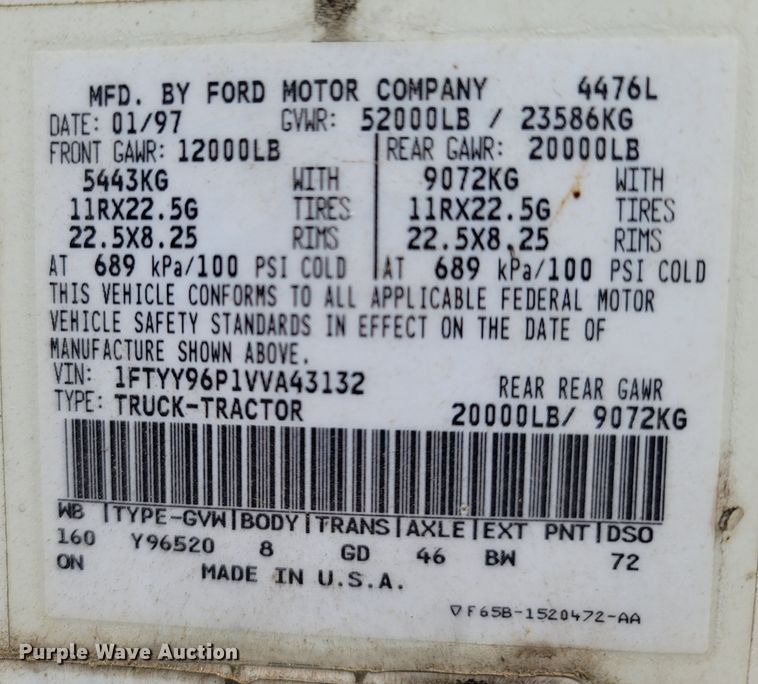 MFD. BY FORD MOTOR COMPANY 4476L
DATE: 01/97 GVWR: 52000LB / 23586KG
FRONT GAWR: 12000LB REAR GAWR: 20000LB
5443KG WITH 9072KG WITH
11RX22.5G TIRES 11RX22.5G TIRES
22.5X8.25 RIMS 22.5X8.25 RIMS
AT 689 kPa/100 PSI COLD AT 689 kPa/100 PSI COLD
THIS VEHICLE CONFORMS TO ALL APPLICABLE FEDERAL MOTOR
VEHICLE SAFETY STANDARDS IN EFFECT ON THE DATE OF
MANUFACTURE SHOWN ABOVE.
VIN: 1FTYY96P1VVA43132 REAR REAR GAWR
TYPE: TRUCK-TRACTOR 20000LB/ 9072KG
WB |TYPE-GVW|BODY|TRANS|AXLE|EXT PNT|DSO
160 Y96520 8 GD 46 BW 72
ON MADE IN U.S.A.
▽F65B-1520472-AA
Purple Wave Auction